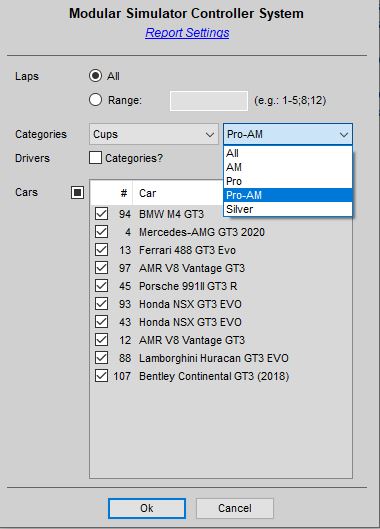 Modular Simulator Controller System
Report Settings
Laps All
Range: (e.g.: 1-5;8;12)
Categories Cups Pro-AM
All
AM
Pro
Pro-AM
Silver
Drivers Categories?
Cars
# Car
94 BMW M4 GT3
4 Mercedes-AMG GT3 2020
13 Ferrari 488 GT3 Evo
97 AMR V8 Vantage GT3
45 Porsche 991II GT3 R
93 Honda NSX GT3 EVO
43 Honda NSX GT3 EVO
12 AMR V8 Vantage GT3
88 Lamborghini Huracan GT3 EVO
107 Bentley Continental GT3 (2018)
Ok Cancel